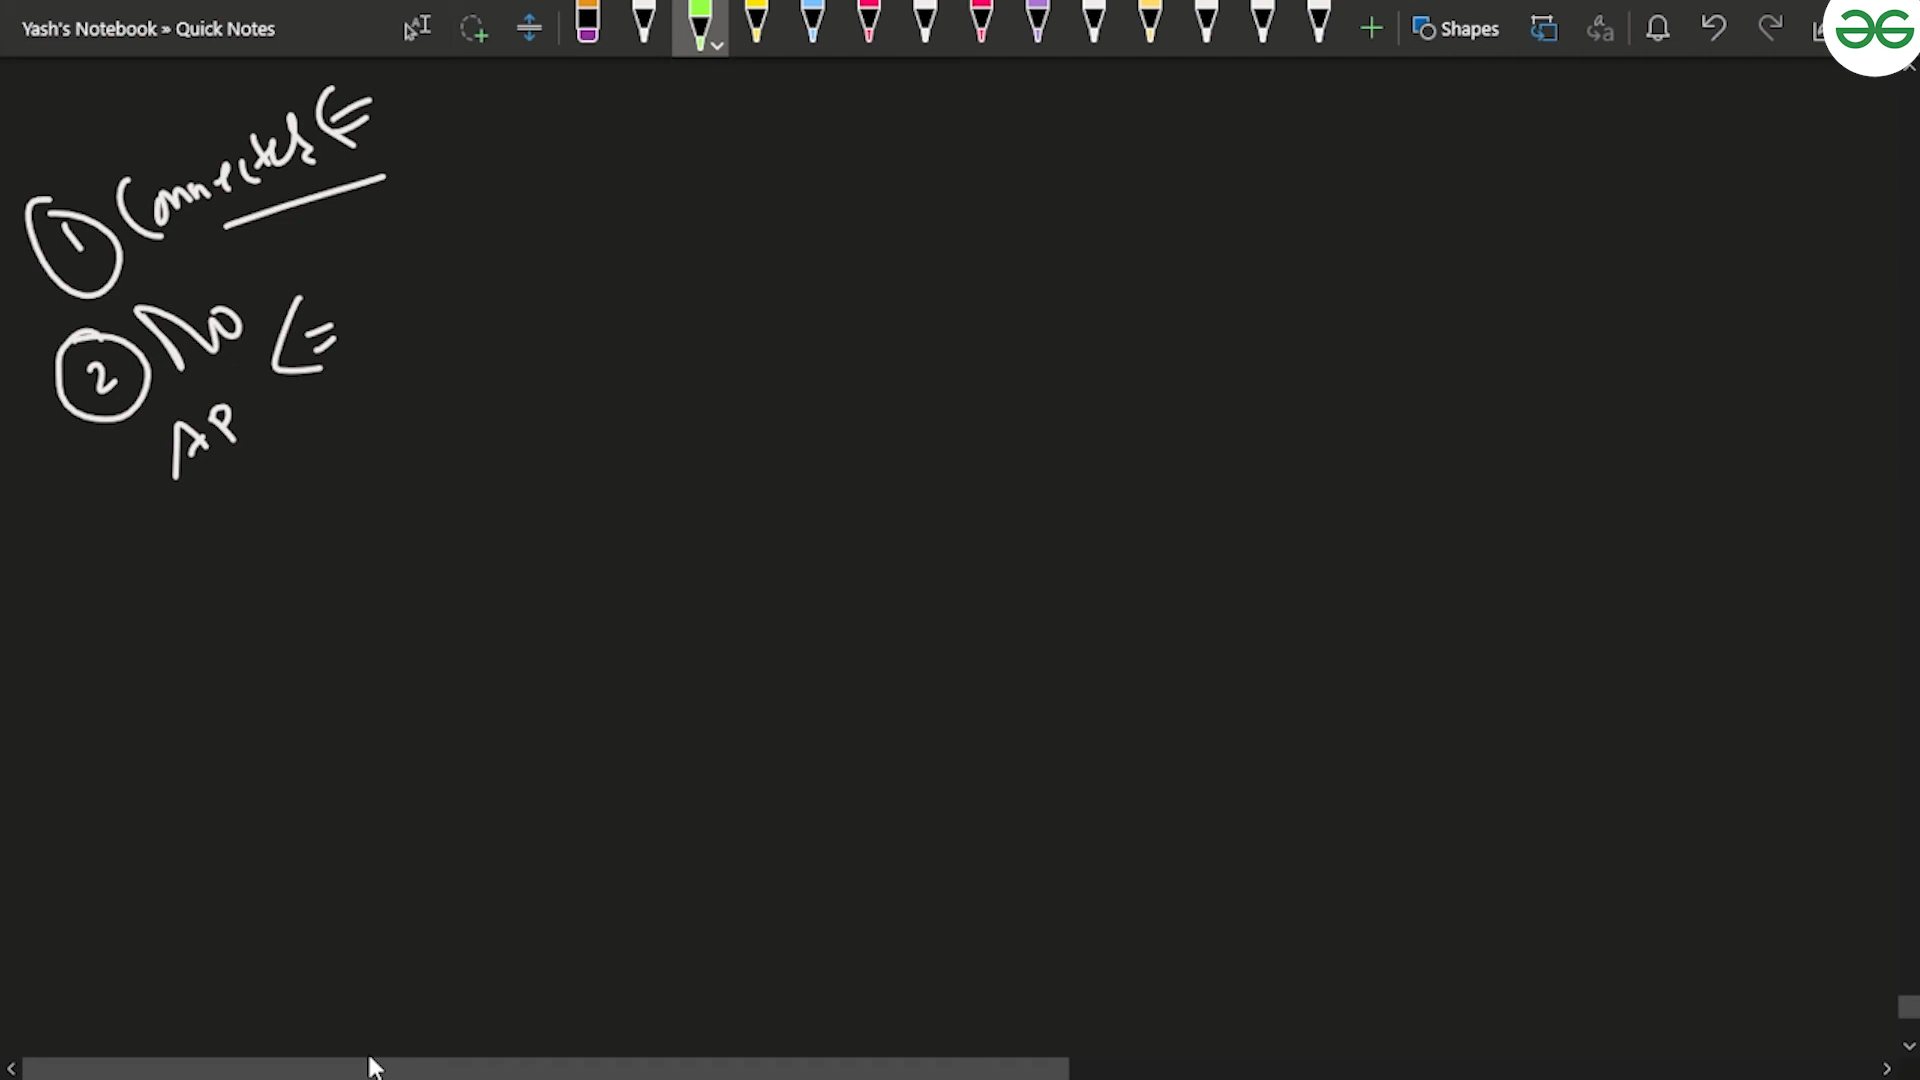 Yash's Notebook » Quick Notes
Shapes
① Connected
② No
AP